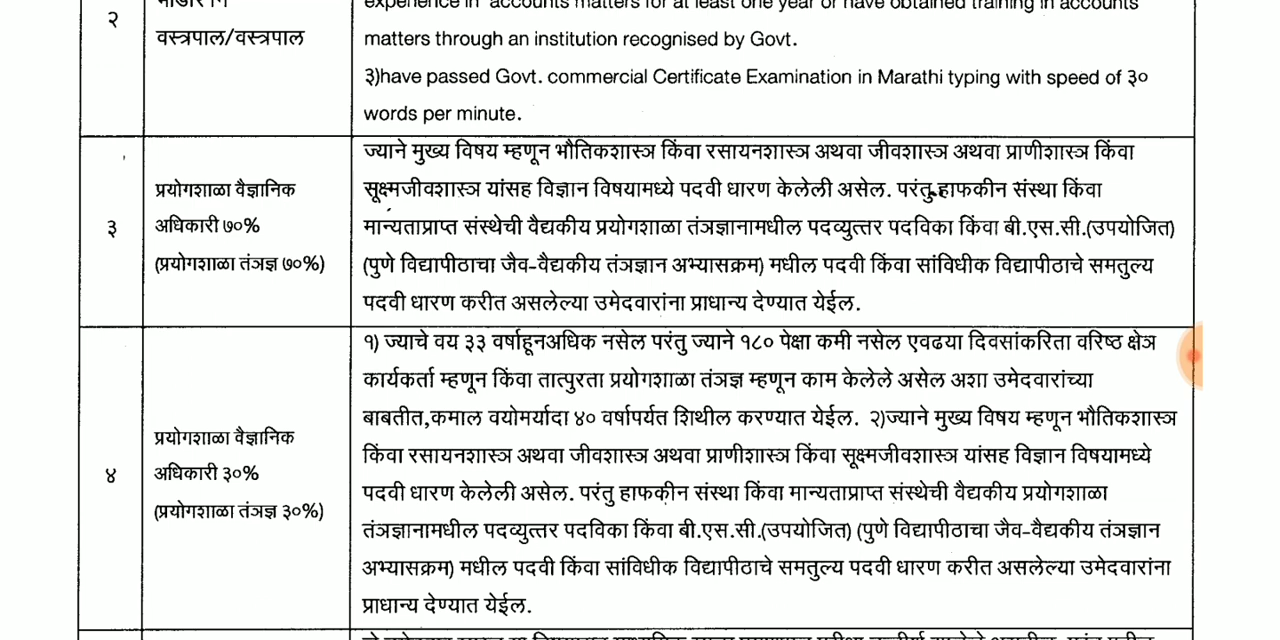 २
वस्त्रपाल/वस्त्रपाल
experience in accounts matters for at least one year or have obtained training in accounts
matters through an institution recognised by Govt.
३)have passed Govt. commercial Certificate Examination in Marathi typing with speed of ३०
words per minute.
३
प्रयोगशाळा वैज्ञानिक
अधिकारी ७०%
(प्रयोगशाळा तंत्रज्ञ ७०%)
ज्याने मुख्य विषय म्हणून भौतिकशास्त्र किंवा रसायनशास्त्र अथवा जीवशास्त्र अथवा प्राणीशास्त्र किंवा
सूक्ष्मजीवशास्त्र यांसह विज्ञान विषयामध्ये पदवी धारण केलेली असेल. परंतु हाफकीन संस्था किंवा
मान्यताप्राप्त संस्थेची वैद्यकीय प्रयोगशाळा तंत्रज्ञानामधील पदव्युत्तर पदविका किंवा बी.एस.सी.(उपयोजित)
(पुणे विद्यापीठाचा जैव-वैद्यकीय तंत्रज्ञान अभ्यासक्रम) मधील पदवी किंवा सांविधीक विद्यापीठाचे समतुल्य
पदवी धारण करीत असलेल्या उमेदवारांना प्राधान्य देण्यात येईल.
४
प्रयोगशाळा वैज्ञानिक
अधिकारी ३०%
(प्रयोगशाळा तंत्रज्ञ ३०%)
१) ज्याचे वय ३३ वर्षाहूनअधिक नसेल परंतु ज्याने १८० पेक्षा कमी नसेल एवढया दिवसांकरिता वरिष्ठ क्षेत्र
कार्यकर्ता म्हणून किंवा तात्पुरता प्रयोगशाळा तंत्रज्ञ म्हणून काम केलेले असेल अशा उमेदवारांच्या
बाबतीत,कमाल वयोमर्यादा ४० वर्षापर्यत शिथील करण्यात येईल. २)ज्याने मुख्य विषय म्हणून भौतिकशास्त्र
किंवा रसायनशास्त्र अथवा जीवशास्त्र अथवा प्राणीशास्त्र किंवा सूक्ष्मजीवशास्त्र यांसह विज्ञान विषयामध्ये
पदवी धारण केलेली असेल. परंतु हाफकीन संस्था किंवा मान्यताप्राप्त संस्थेची वैद्यकीय प्रयोगशाळा
तंत्रज्ञानामधील पदव्युत्तर पदविका किंवा बी.एस.सी.(उपयोजित) (पुणे विद्यापीठाचा जैव-वैद्यकीय तंत्रज्ञान
अभ्यासक्रम) मधील पदवी किंवा सांविधीक विद्यापीठाचे समतुल्य पदवी धारण करीत असलेल्या उमेदवारांना
प्राधान्य देण्यात येईल.